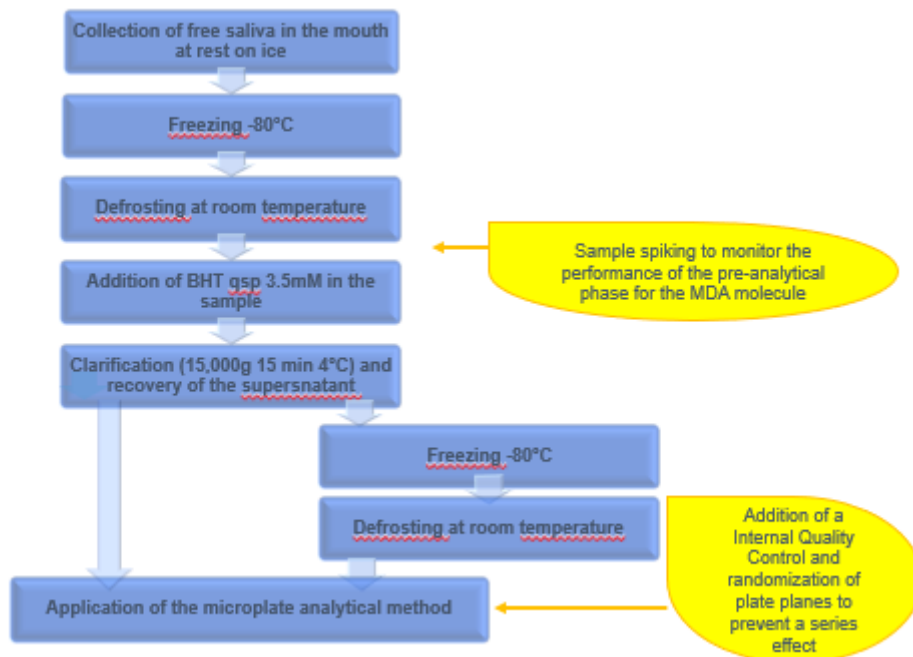 Collection of free saliva in the mouth
at rest on ice
Freezing -80°C
Defrosting at room temperature
Addition of BHT qsp 3.5mM in the
sample
Sample spiking to monitor the
performance of the pre-analytical
phase for the MDA molecule
Clarification (15,000g 15 min 4°C) and
recovery of the supersnatant
Freezing -80°C
Defrosting at room temperature
Addition of a
Internal Quality
Control and
randomization of
plate planes to
prevent a series
effect
Application of the microplate analytical method